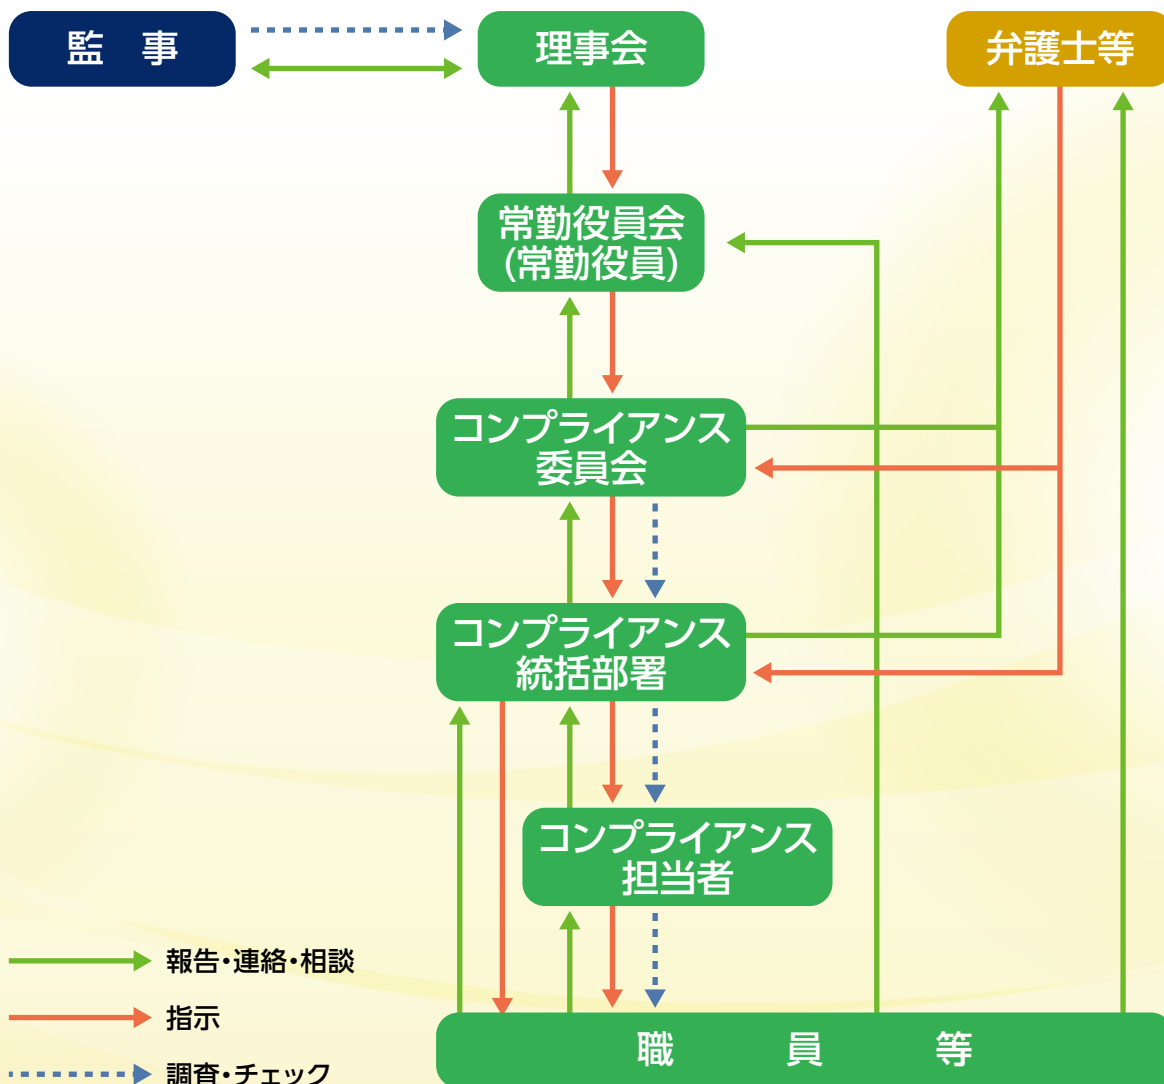 監　事
理事会
弁護士等
常勤役員会
(常勤役員)
コンプライアンス
委員会
コンプライアンス
統括部署
コンプライアンス
担当者
職　員　等
報告・連絡・相談
指示
調査・チェック